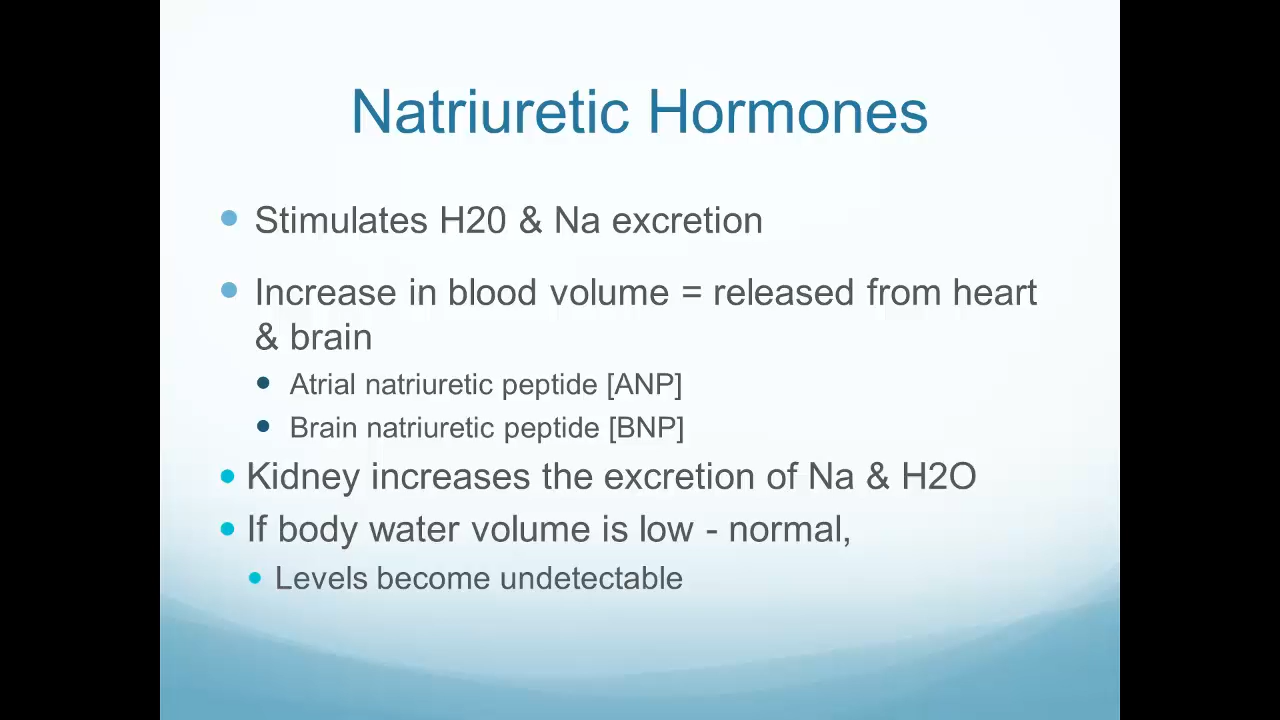 Natriuretic Hormones
Stimulates H20 & Na excretion
Increase in blood volume = released from heart
& brain
Atrial natriuretic peptide [ANP]
Brain natriuretic peptide [BNP]
Kidney increases the excretion of Na & H2O
If body water volume is low - normal,
Levels become undetectable